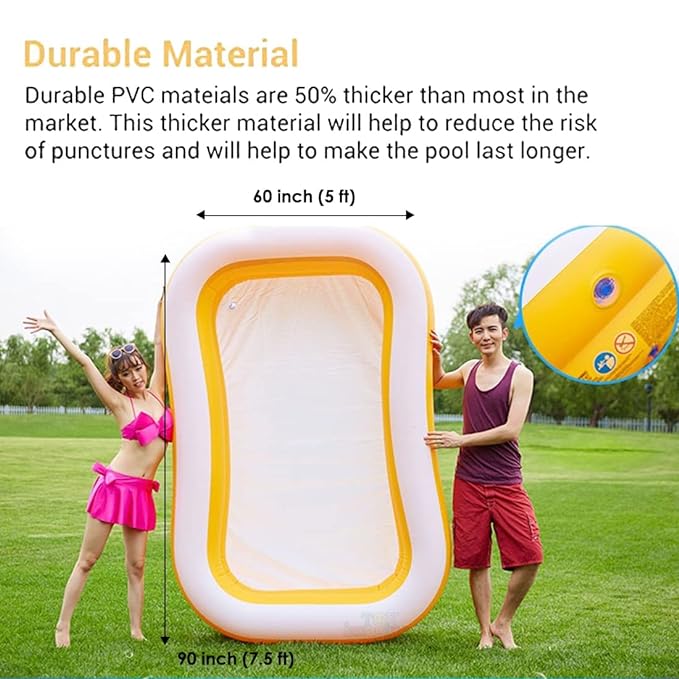 Durable Material
Durable PVC mateials are 50% thicker than most in the
market. This thicker material will help to reduce the risk
of punctures and will help to make the pool last longer.
60 inch (5 ft)
90 inch (7.5 ft)